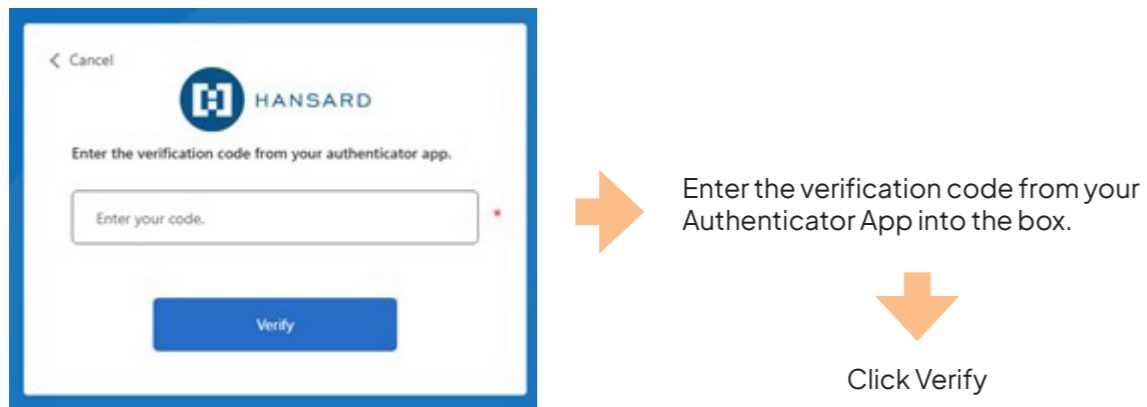 Cancel
HANSARD
Enter the verification code from your authenticator app.
Enter your code.
*
Verify
Enter the verification code from your
Authenticator App into the box.
Click Verify